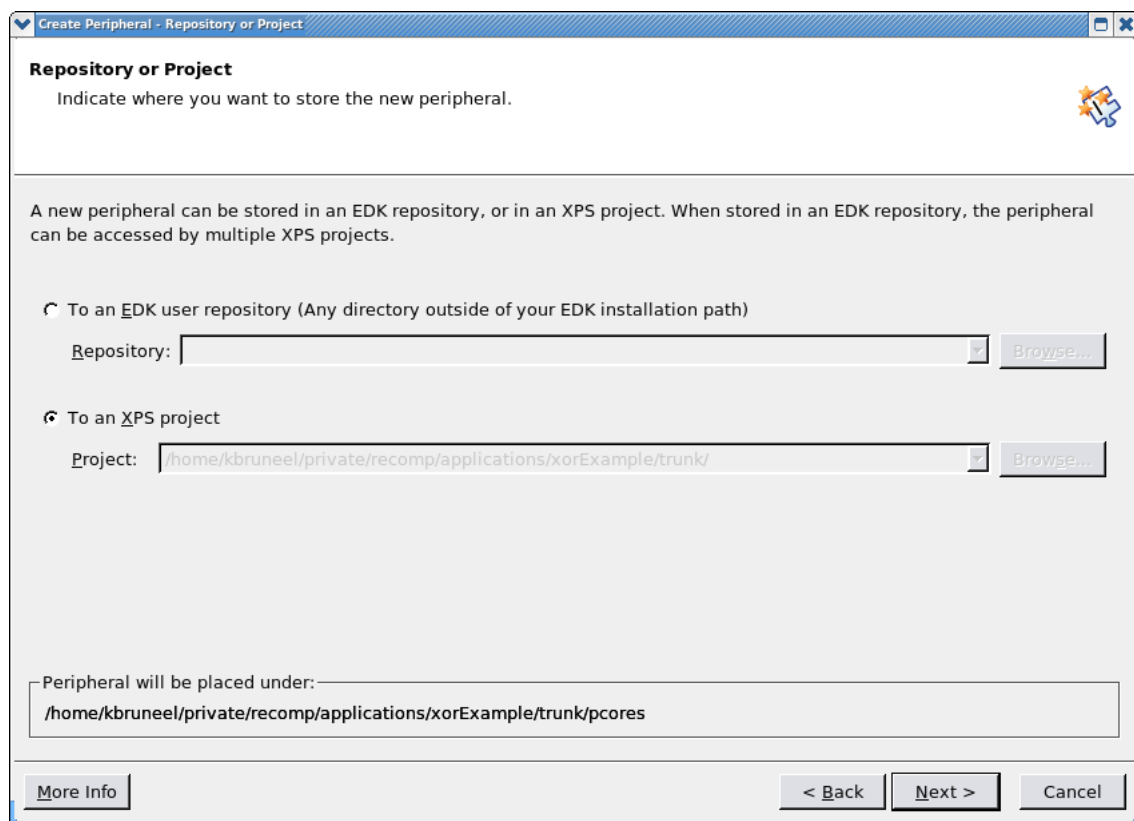 Create Peripheral - Repository or Project
Repository or Project
Indicate where you want to store the new peripheral.
A new peripheral can be stored in an EDK repository, or in an XPS project. When stored in an EDK repository, the peripheral
can be accessed by multiple XPS projects.
To an EDK user repository (Any directory outside of your EDK installation path)
Repository: Browse...
To an XPS project
Project: /home/kbruneel/private/recomp/applications/xorExample/trunk/ Browse...
Peripheral will be placed under:
/home/kbruneel/private/recomp/applications/xorExample/trunk/pcores
More Info < Back Next > Cancel